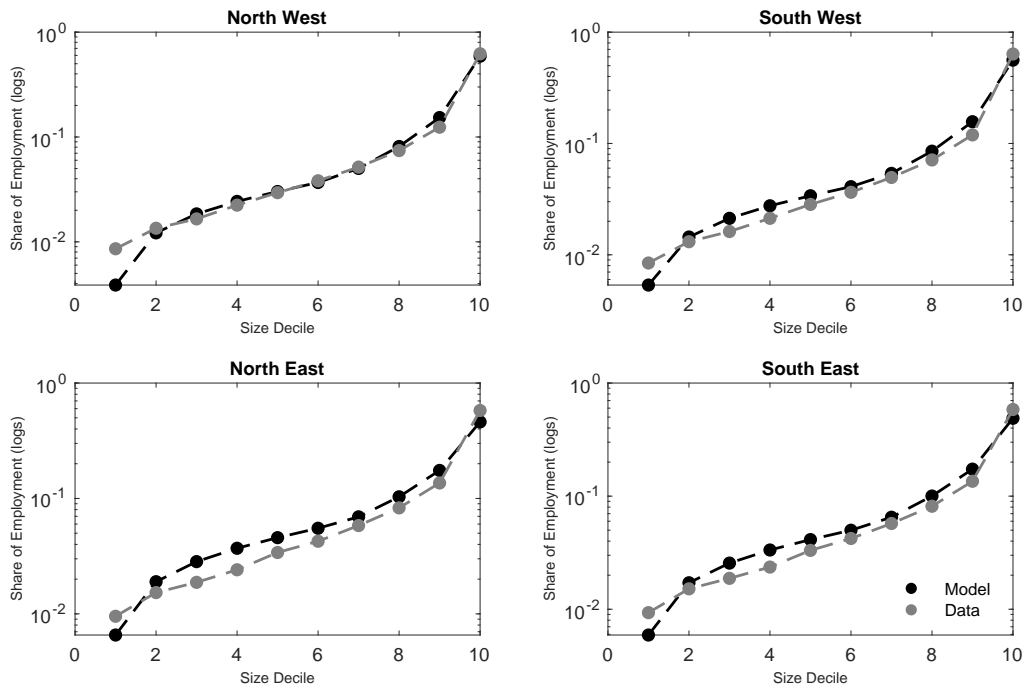 North West
Share of Employment (logs)
10^0
10^-1
10^-2
0 2 4 6 8 10
Size Decile
South West
Share of Employment (logs)
10^0
10^-1
10^-2
0 2 4 6 8 10
Size Decile
North East
Share of Employment (logs)
10^0
10^-1
10^-2
0 2 4 6 8 10
Size Decile
South East
Share of Employment (logs)
10^0
10^-1
10^-2
Model
Data
0 2 4 6 8 10
Size Decile